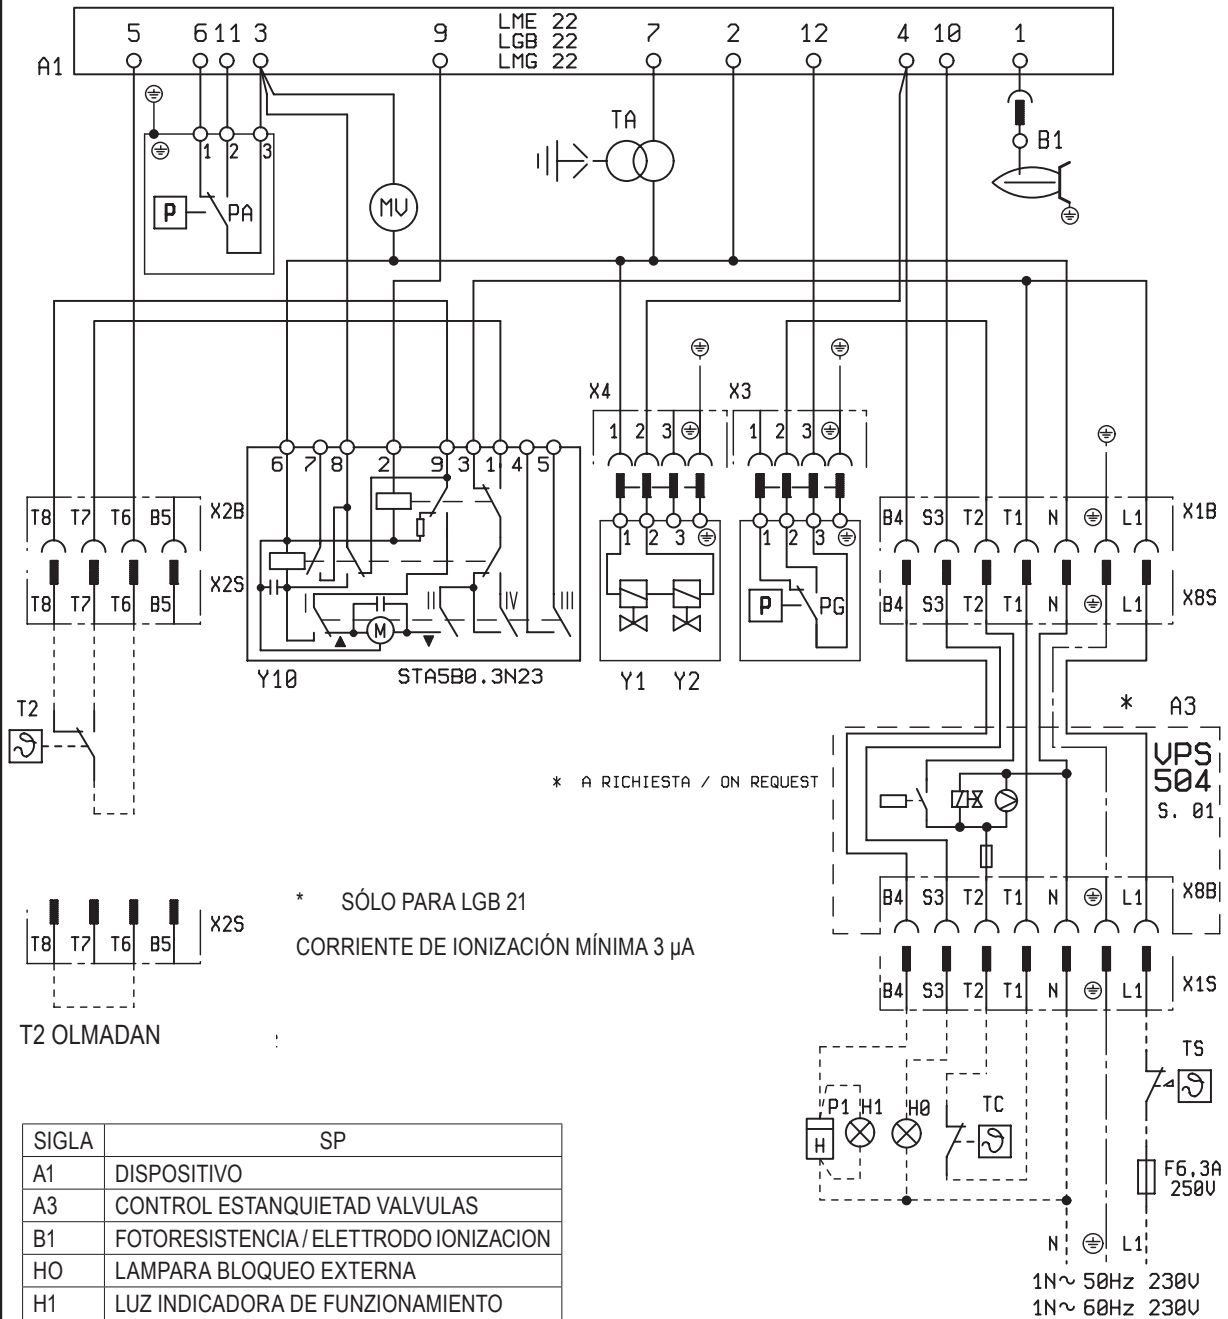 5 6 11 3 9 LME 22 7 2 12 4 10 1
LGB 22
LMG 22
A1
TA
B1
1 2 3
P PA
MV
X4 X3
1 2 3 1 2 3
6 7 8 2 9 3 1 4 5
T8 T7 T6 B5 X2B
B4 S3 T2 T1 N L1 X1B
1 2 3 1 2 3
T8 T7 T6 B5 X2S
B4 S3 T2 T1 N L1 X8S
I II IV III
M
P PG
Y10 STA5B0.3N23 Y1 Y2
T2
* A3
VPS
504
S. 01
* A RICHIESTA / ON REQUEST
B4 S3 T2 T1 N L1 X8B
T8 T7 T6 B5 X2S
* SÓLO PARA LGB 21
CORRIENTE DE IONIZACIÓN MÍNIMA 3 µA
B4 S3 T2 T1 N L1 X1S
T2 OLMADAN
TS
P1 H1 H0 TC
H
F6,3A
250V
N L1
1N~ 50Hz 230V
1N~ 60Hz 230V
SIGLA SP
A1 DISPOSITIVO
A3 CONTROL ESTANQUIETAD VALVULAS
B1 FOTORESISTENCIA / ELETTRODO IONIZACION
HO LAMPARA BLOQUEO EXTERNA
H1 LUZ INDICADORA DE FUNZIONAMIENTO